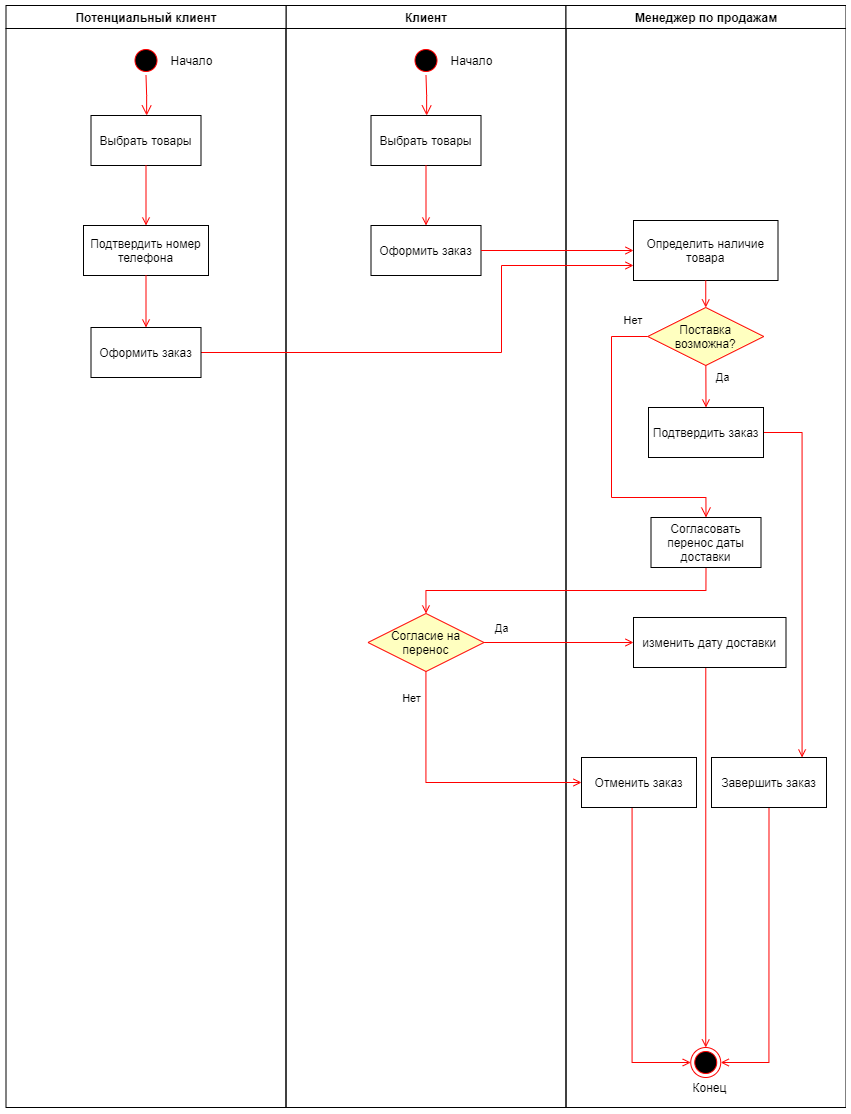 Потенциальный клиент
Клиент
Менеджер по продажам
Начало
Начало
Выбрать товары
Выбрать товары
Подтвердить номер
телефона
Оформить заказ
Определить наличие
товара
Нет
Поставка
возможна?
Оформить заказ
Да
Подтвердить заказ
Согласовать
перенос даты
доставки
Согласие на
перенос
Да
изменить дату доставки
Нет
Отменить заказ
Завершить заказ
Конец